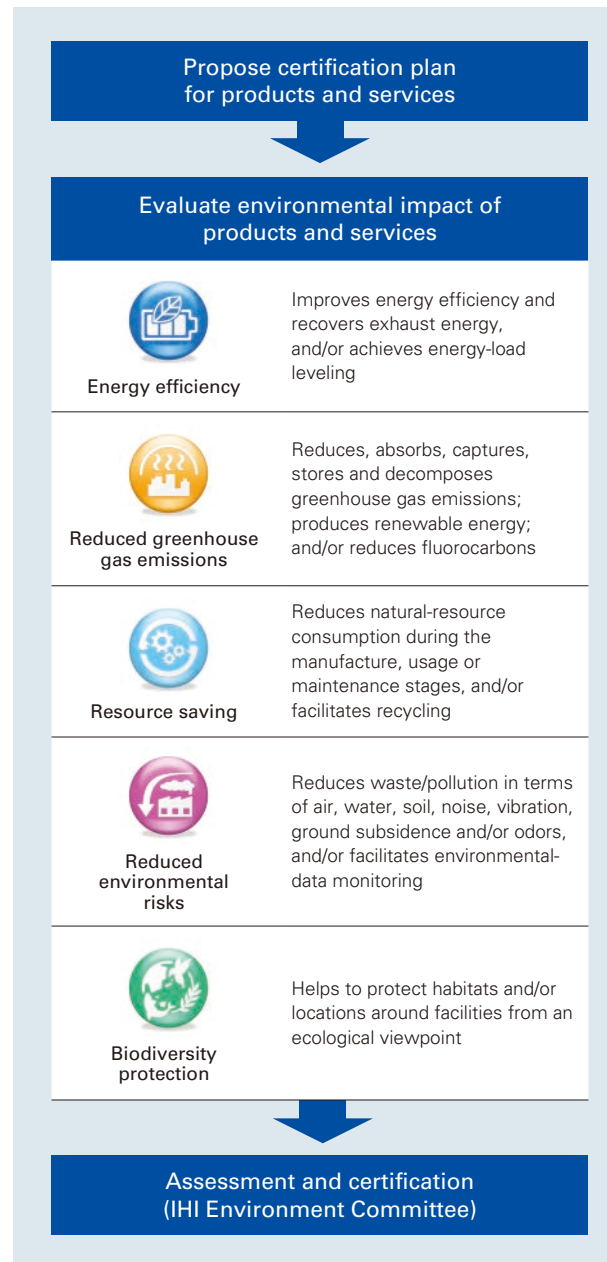 Propose certification plan
for products and services
Evaluate environmental impact of
products and services
Energy efficiency
Improves energy efficiency and
recovers exhaust energy,
and/or achieves energy-load
leveling
Reduced greenhouse
gas emissions
Reduces, absorbs, captures,
stores and decomposes
greenhouse gas emissions;
produces renewable energy;
and/or reduces fluorocarbons
Resource saving
Reduces natural-resource
consumption during the
manufacture, usage or
maintenance stages, and/or
facilitates recycling
Reduced
environmental
risks
Reduces waste/pollution in terms
of air, water, soil, noise, vibration,
ground subsidence and/or odors,
and/or facilitates environmental-
data monitoring
Biodiversity
protection
Helps to protect habitats and/or
locations around facilities from an
ecological viewpoint
Assessment and certification
(IHI Environment Committee)